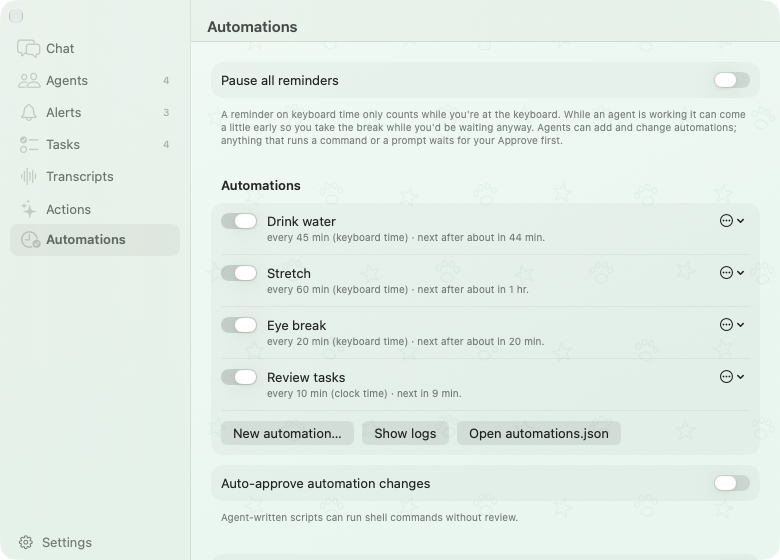 Automations
Chat
Agents 4
Alerts 3
Tasks 4
Transcripts
Actions
Automations
Settings
Pause all reminders
A reminder on keyboard time only counts while you're at the keyboard. While an agent is working it can come
a little early so you take the break while you'd be waiting anyway. Agents can add and change automations;
anything that runs a command or a prompt waits for your Approve first.
Automations
Drink water
every 45 min (keyboard time) · next after about in 44 min.
Stretch
every 60 min (keyboard time) · next after about in 1 hr.
Eye break
every 20 min (keyboard time) · next after about in 20 min.
Review tasks
every 10 min (clock time) · next in 9 min.
New automation... Show logs Open automations.json
Auto-approve automation changes
Agent-written scripts can run shell commands without review.